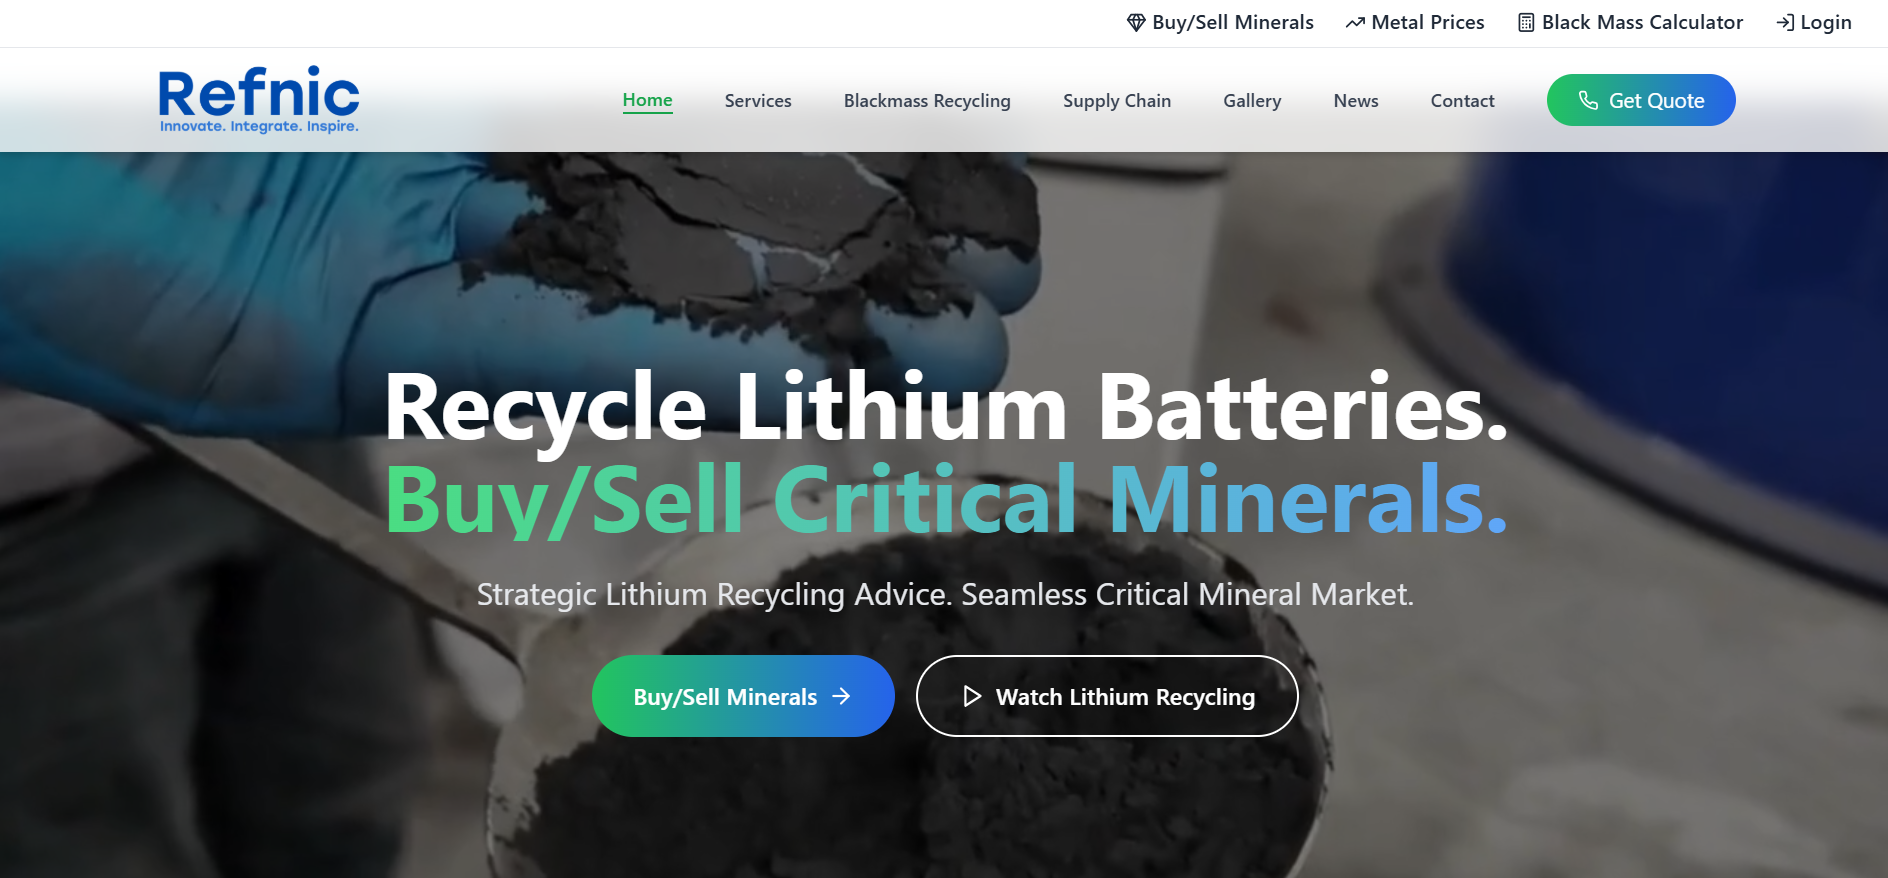 Buy/Sell Minerals Metal Prices Black Mass Calculator Login
Refnic
Innovate. Integrate. Inspire.
Home Services Blackmass Recycling Supply Chain Gallery News Contact Get Quote
Recycle Lithium Batteries.
Buy/Sell Critical Minerals.
Strategic Lithium Recycling Advice. Seamless Critical Mineral Market.
Buy/Sell Minerals Watch Lithium Recycling